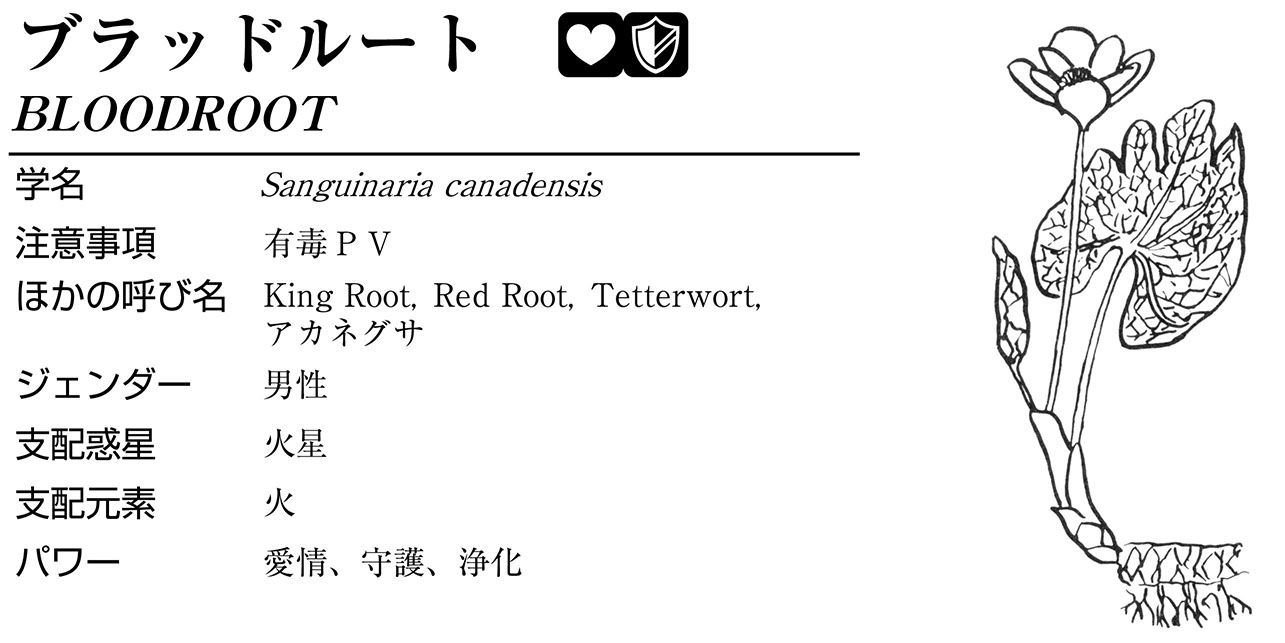 ブラッドルート
BLOODROOT
学名 Sanguinaria canadensis
注意事項 有毒ＰＶ
ほかの呼び名 King Root, Red Root, Tetterwort,
アカネグサ
ジェンダー 男性
支配惑星 火星
支配元素 火
パワー 愛情、守護、浄化